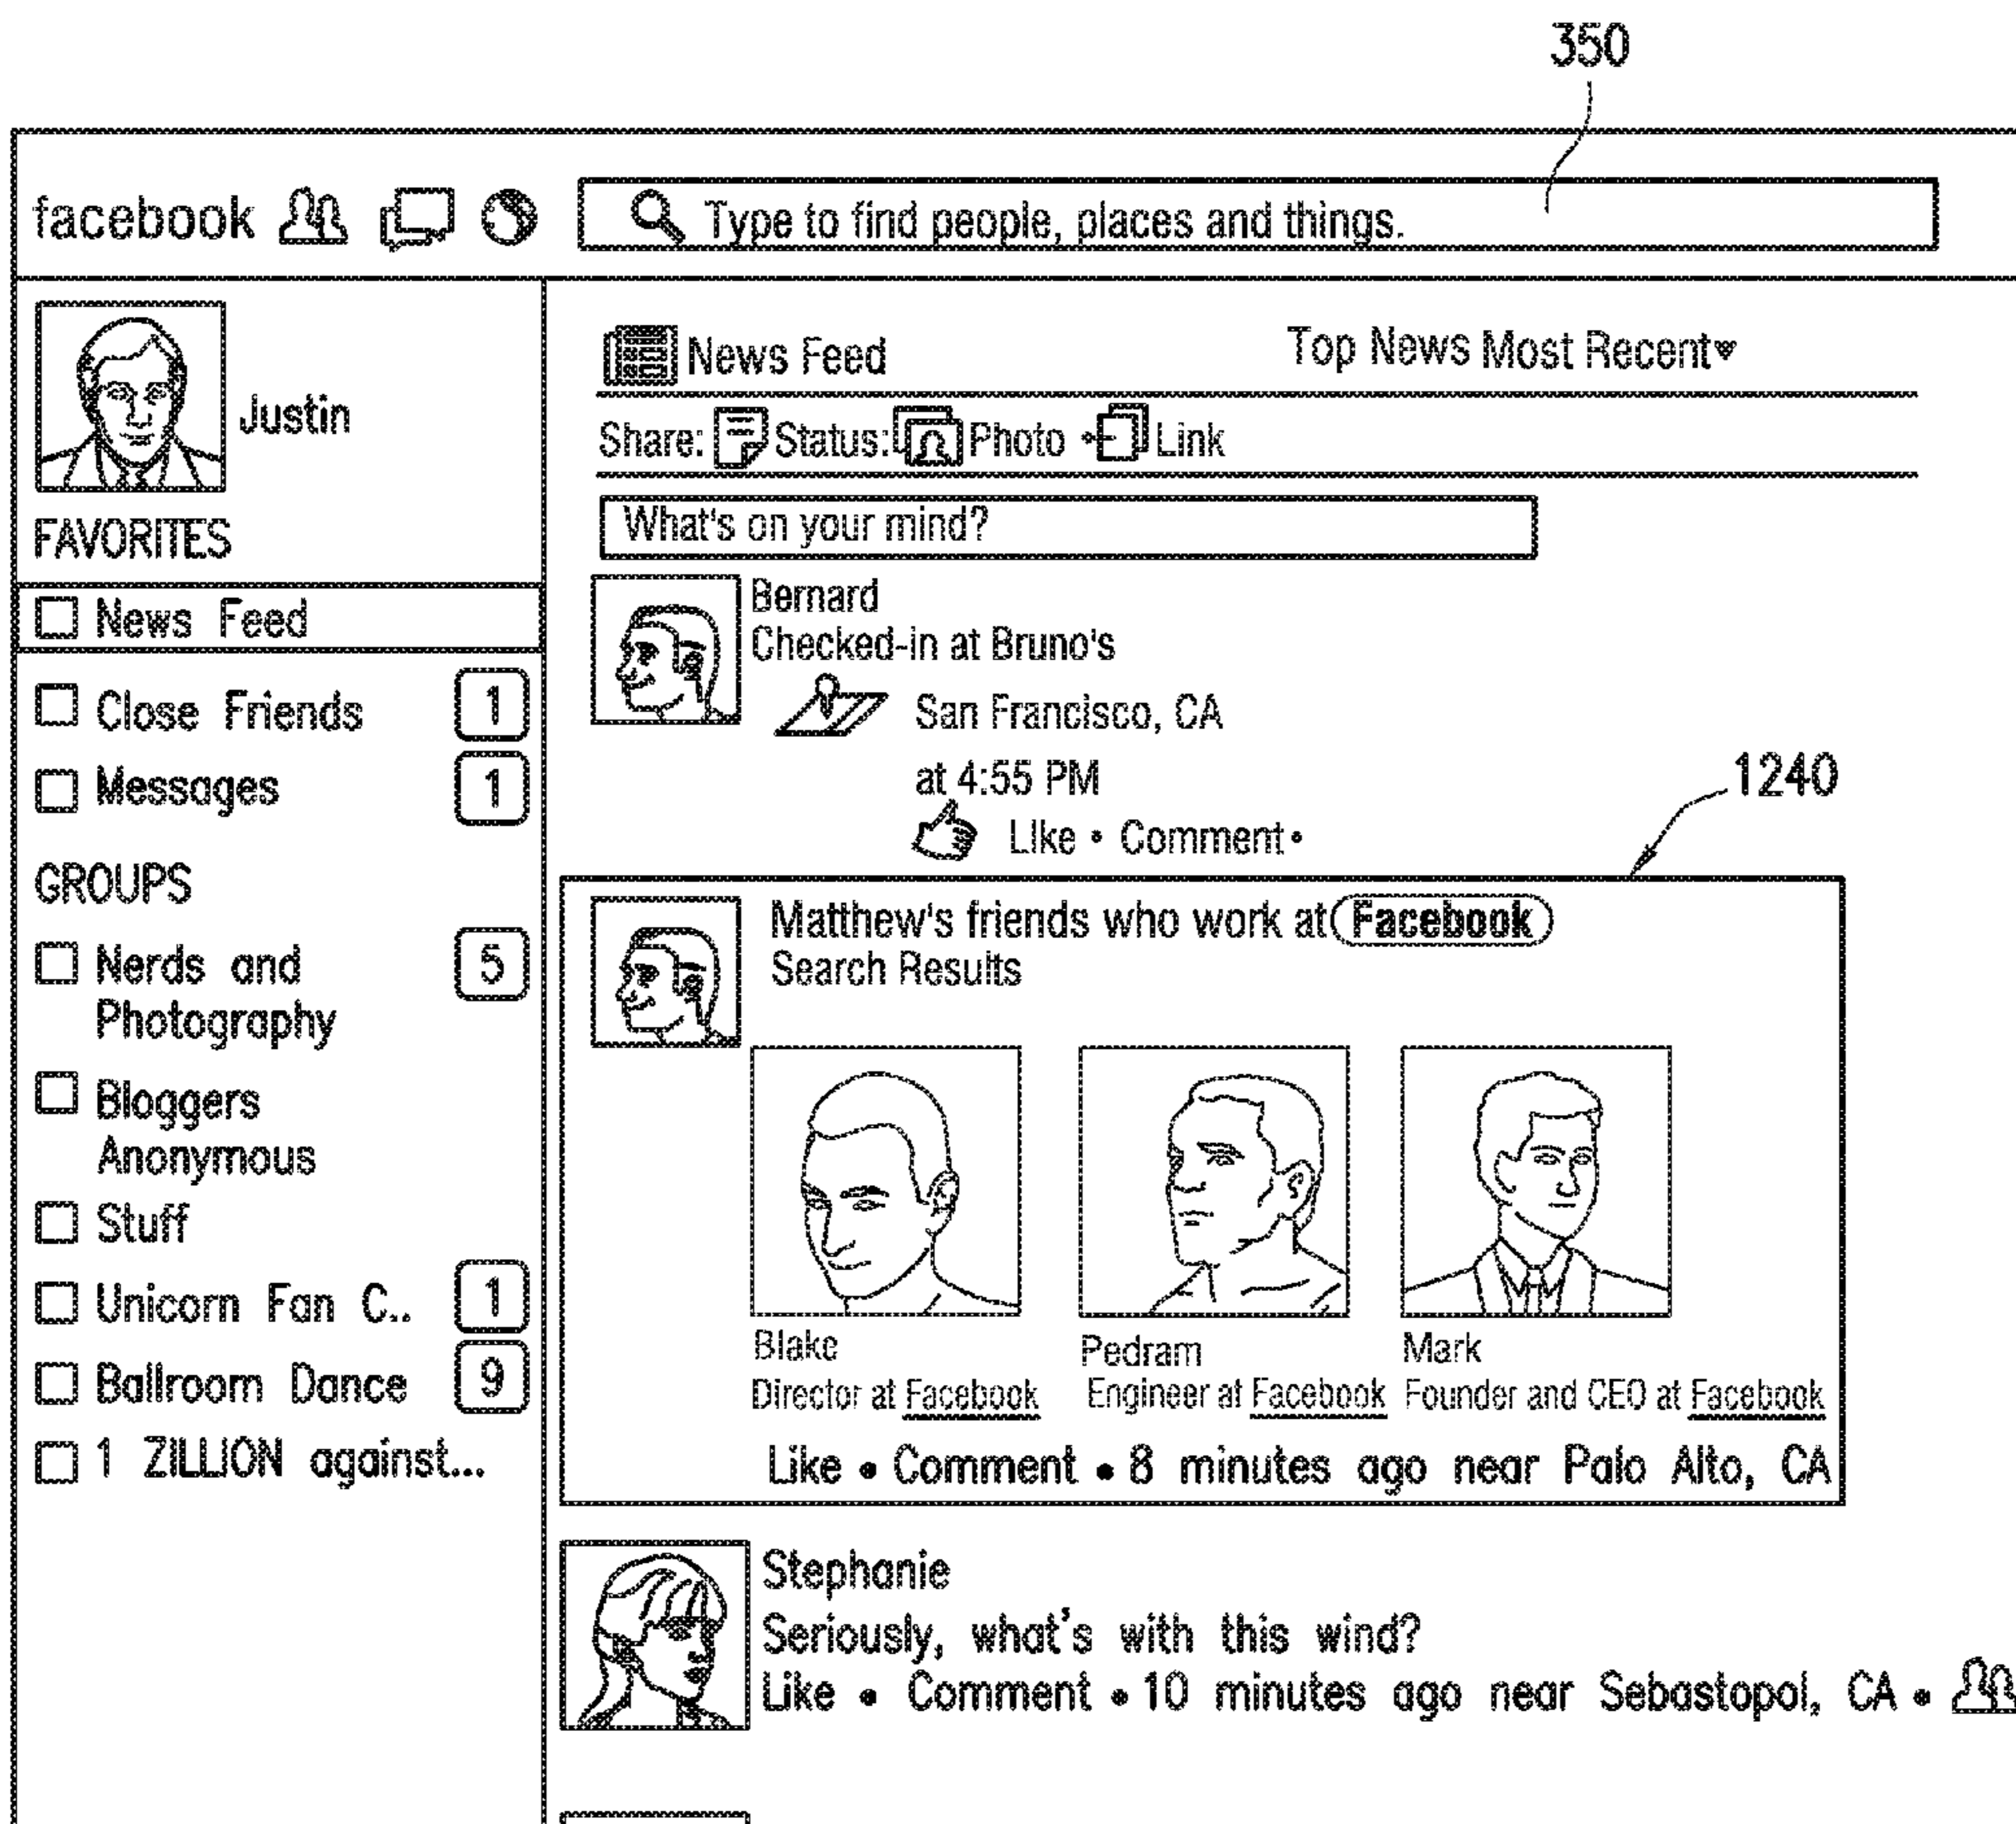 350
facebook
Type to find people, places and things.
Justin
FAVORITES
News Feed
Close Friends 1
Messages 1
GROUPS
Nerds and 5
Photography
Bloggers
Anonymous
Stuff
Unicorn Fan C.. 1
Ballroom Dance 9
1 ZILLION against...
News Feed Top News Most Recent
Share: Status: Photo Link
What's on your mind?
Bernard
Checked-in at Bruno's
San Francisco, CA
at 4:55 PM
Like • Comment •
1240
Matthew's friends who work at Facebook
Search Results
Blake Pedram Mark
Director at Facebook Engineer at Facebook Founder and CEO at Facebook
Like • Comment • 8 minutes ago near Palo Alto, CA
Stephanie
Seriously, what's with this wind?
Like • Comment • 10 minutes ago near Sebastopol, CA •